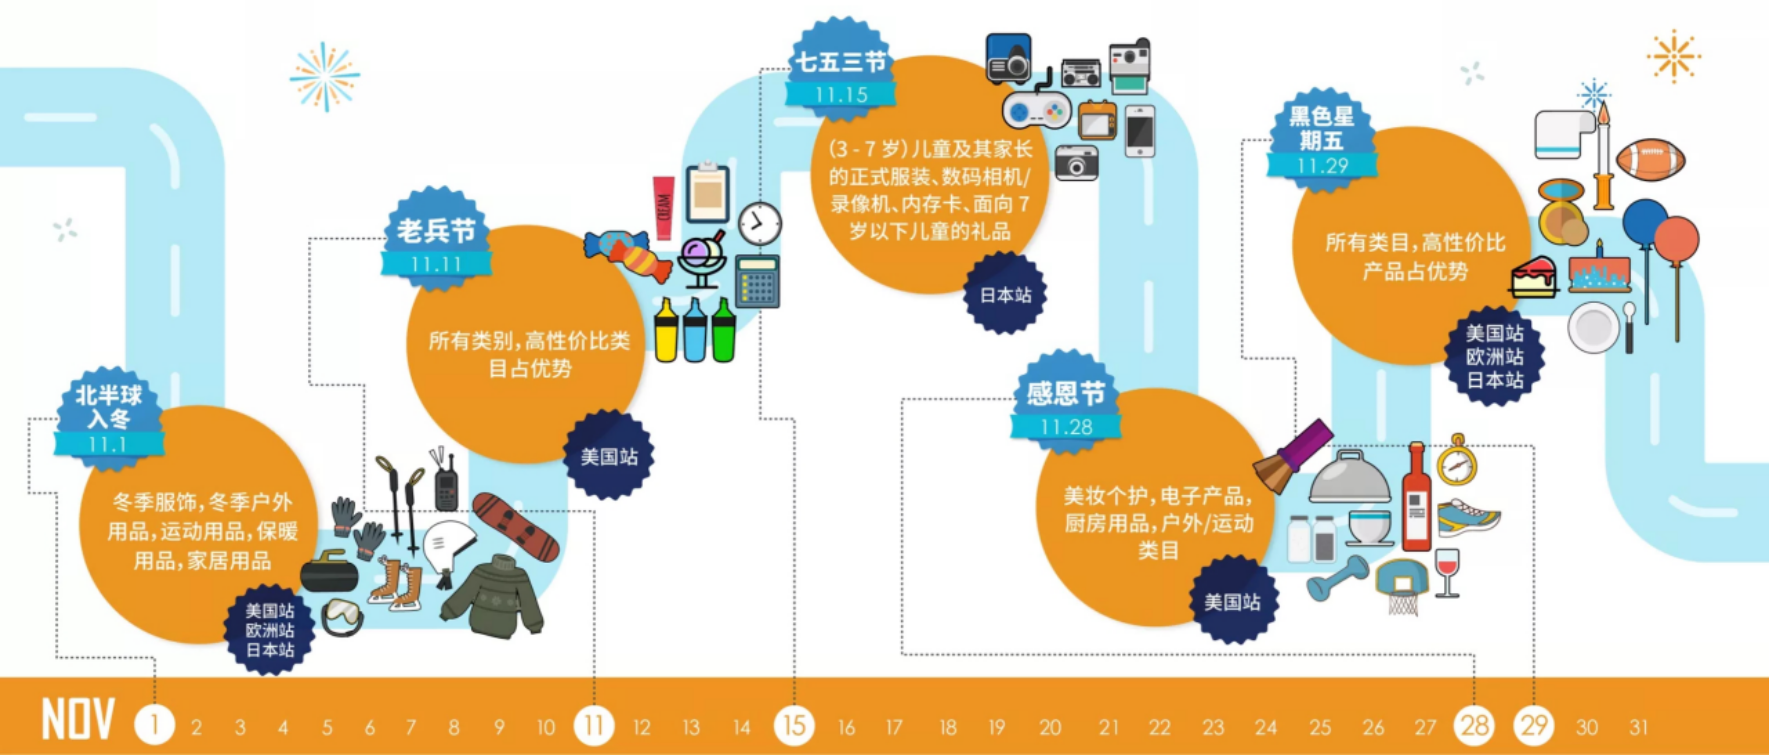 北半球
入冬
11.1
冬季服饰，冬季户外
用品，运动用品，保暖
用品，家居用品
美国站
欧洲站
日本站
老兵节
11.11
所有类别，高性价比类
目占优势
美国站
CREAM
七五三节
11.15
（3-7岁）儿童及其家长
的正式服装、数码相机/
录像机、内存卡、面向7
岁以下儿童的礼品
日本站
感恩节
11.28
美妆个护，电子产品，
厨房用品，户外/运动
类目
美国站
黑色星
期五
11.29
所有类目，高性价比
产品占优势
美国站
欧洲站
日本站
NOV 1 2 3 4 5 6 7 8 9 10 11 12 13 14 15 16 17 18 19 20 21 22 23 24 25 26 27 28 29 30 31